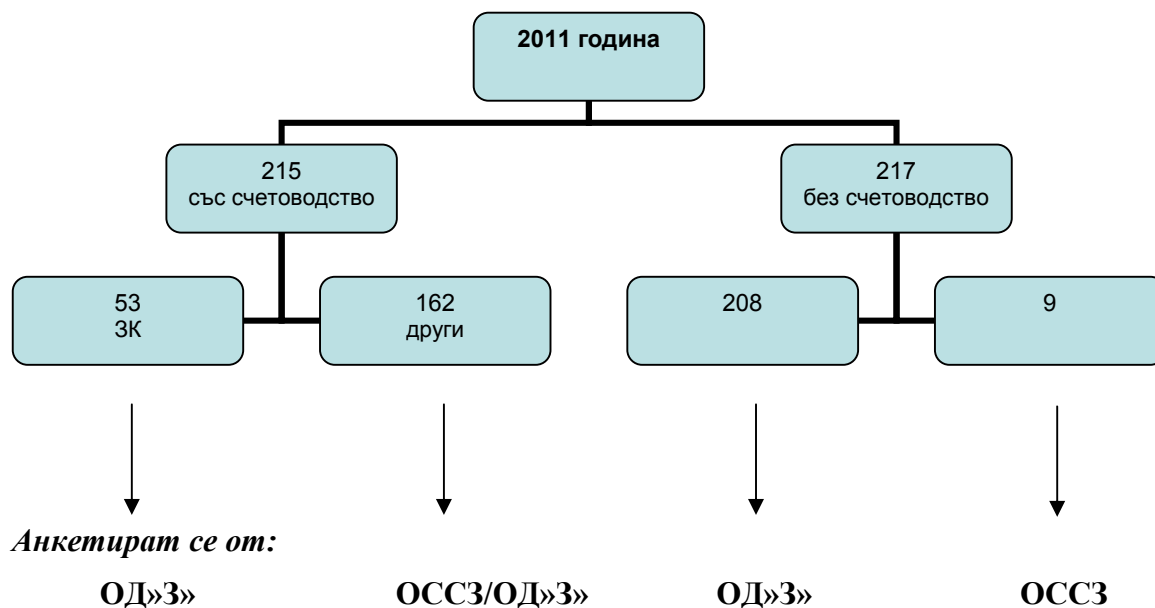 2011 година
215
със счетоводство
217
без счетоводство
53
ЗК
162
други
208
9
Анкетират се от:
ОД»З»
ОССЗ/ОД»З»
ОД»З»
ОССЗ